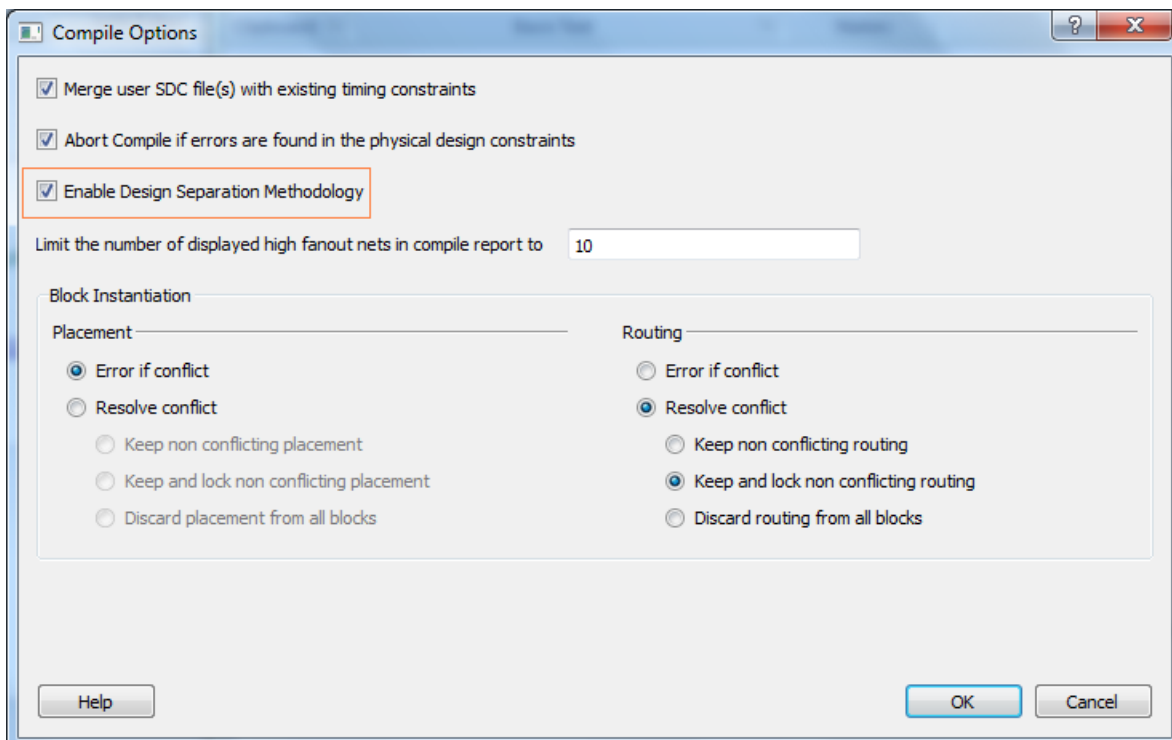 Compile Options
Merge user SDC file(s) with existing timing constraints
Abort Compile if errors are found in the physical design constraints
Enable Design Separation Methodology
Limit the number of displayed high fanout nets in compile report to 10
Block Instantiation
Placement
Error if conflict
Resolve conflict
Keep non conflicting placement
Keep and lock non conflicting placement
Discard placement from all blocks
Routing
Error if conflict
Resolve conflict
Keep non conflicting routing
Keep and lock non conflicting routing
Discard routing from all blocks
Help
OK
Cancel